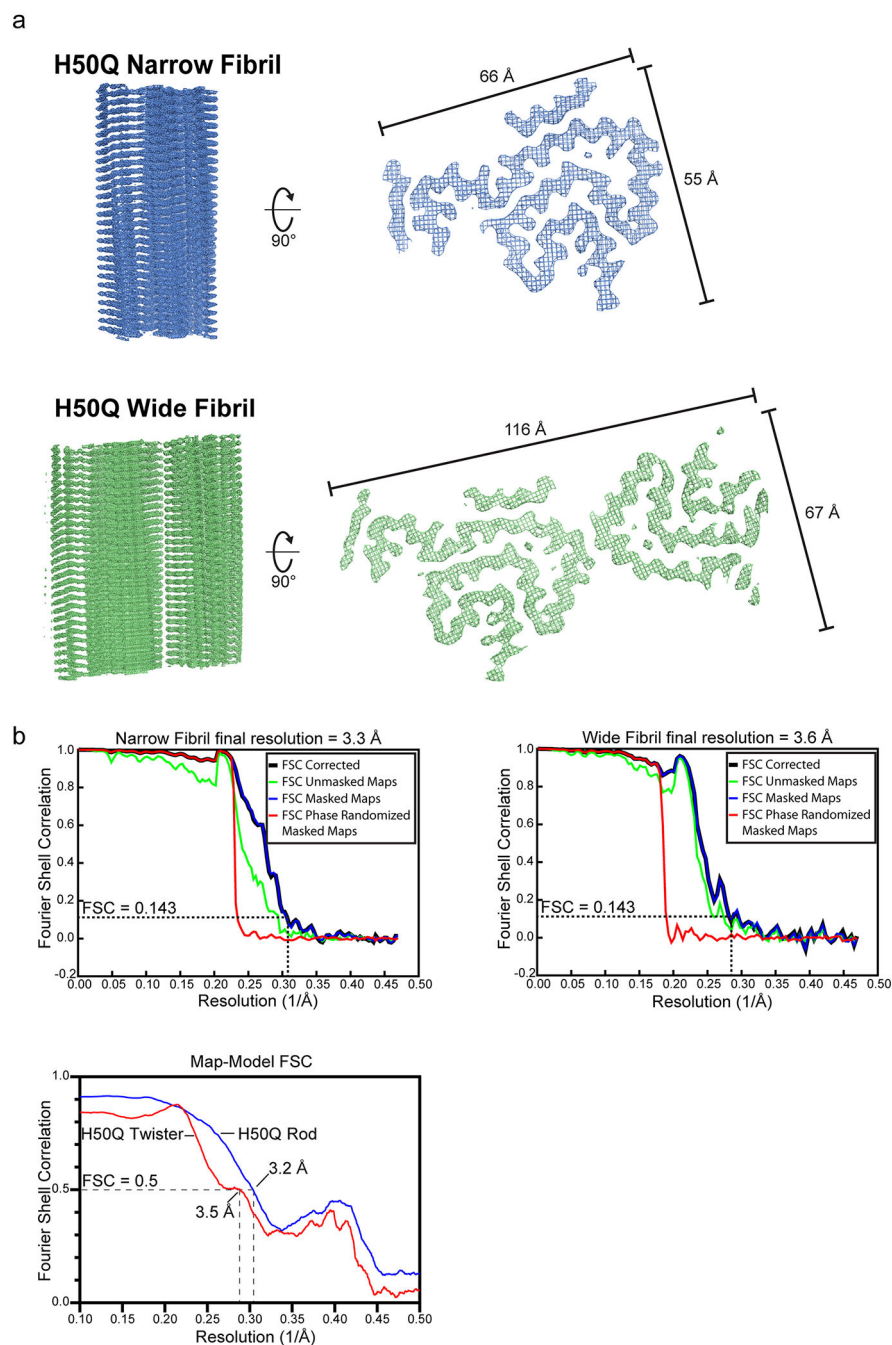 a
H50Q Narrow Fibril
66 Å
55 Å
90°
H50Q Wide Fibril
116 Å
67 Å
90°
b
Narrow Fibril final resolution = 3.3 Å
1.0
0.8
0.6
0.4
0.2
0.0
-0.2
Fourier Shell Correlation
FSC Corrected
FSC Unmasked Maps
FSC Masked Maps
FSC Phase Randomized
Masked Maps
FSC = 0.143
0.00 0.05 0.10 0.15 0.20 0.25 0.30 0.35 0.40 0.45 0.50
Resolution (1/Å)
Wide Fibril final resolution = 3.6 Å
1.0
0.8
0.6
0.4
0.2
0.0
-0.2
Fourier Shell Correlation
FSC Corrected
FSC Unmasked Maps
FSC Masked Maps
FSC Phase Randomized
Masked Maps
FSC = 0.143
0.00 0.05 0.10 0.15 0.20 0.25 0.30 0.35 0.40 0.45 0.50
Resolution (1/Å)
Map-Model FSC
1.0
0.5
0.0
Fourier Shell Correlation
H50Q Twister
H50Q Rod
FSC = 0.5
3.2 Å
3.5 Å
0.10 0.15 0.20 0.25 0.30 0.35 0.40 0.45 0.50
Resolution (1/Å)